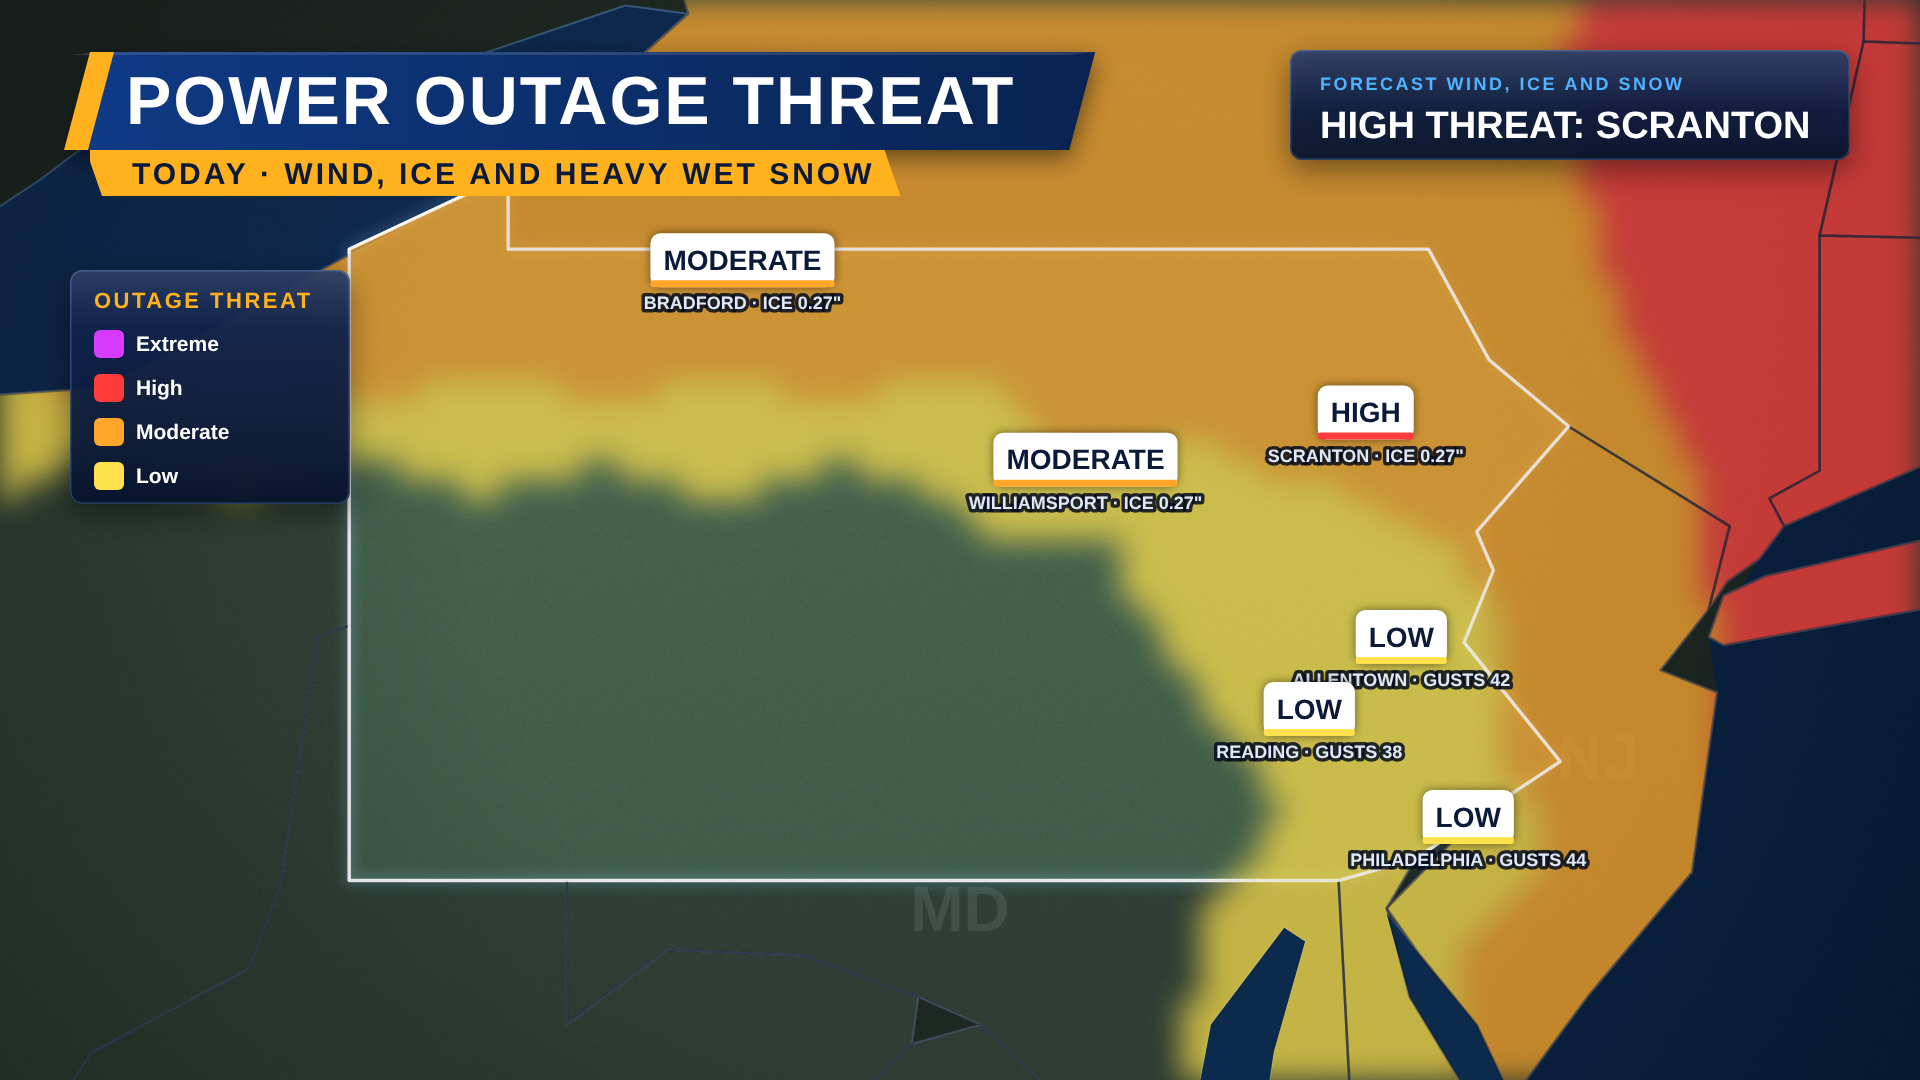 POWER OUTAGE THREAT
TODAY · WIND, ICE AND HEAVY WET SNOW
FORECAST WIND, ICE AND SNOW
HIGH THREAT: SCRANTON
OUTAGE THREAT
Extreme
High
Moderate
Low
MODERATE
BRADFORD · ICE 0.27"
HIGH
SCRANTON · ICE 0.27"
MODERATE
WILLIAMSPORT · ICE 0.27"
LOW
ALLENTOWN · GUSTS 42
LOW
READING · GUSTS 38
NJ
LOW
PHILADELPHIA · GUSTS 44
MD